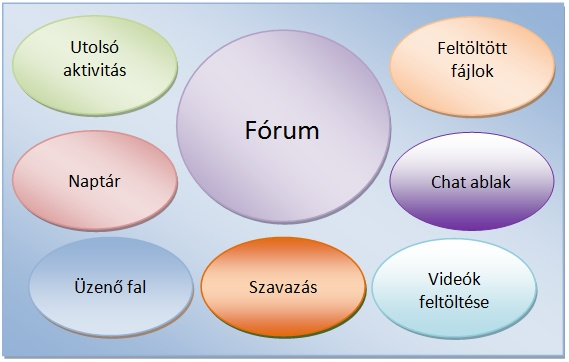 Utolsó
aktivitás
Fórum
Feltöltött
fájlok
Naptár
Chat ablak
Üzenő fal
Szavazás
Videók
feltöltése